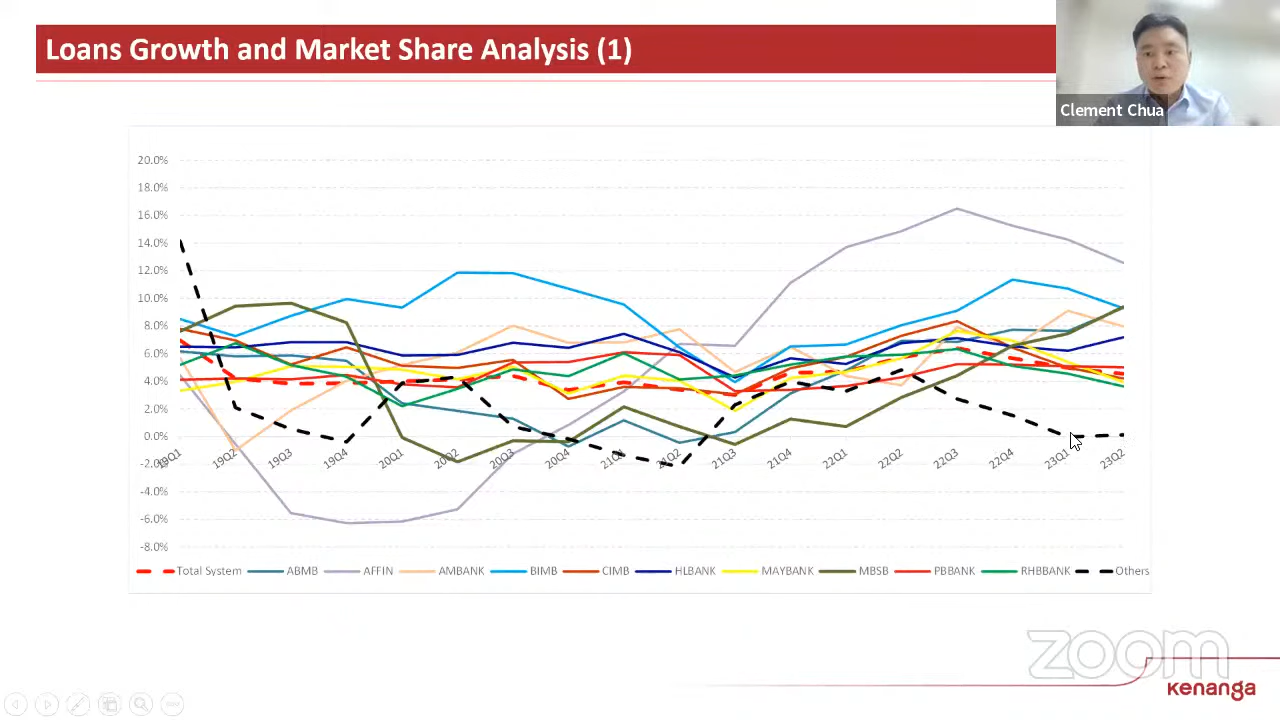 Loans Growth and Market Share Analysis (1)
Clement Chua
20.0%
18.0%
16.0%
14.0%
12.0%
10.0%
8.0%
6.0%
4.0%
2.0%
0.0%
-2.0%
-4.0%
-6.0%
-8.0%
19Q1 19Q2 19Q3 19Q4 20Q1 20Q2 20Q3 20Q4 21Q1 21Q2 21Q3 21Q4 22Q1 22Q2 22Q3 22Q4 23Q1 23Q2
Total System ABMB AFFIN AMBANK BIMB CIMB HLBANK MAYBANK MBSB PBBANK RHBBANK Others
zoom
kenanga